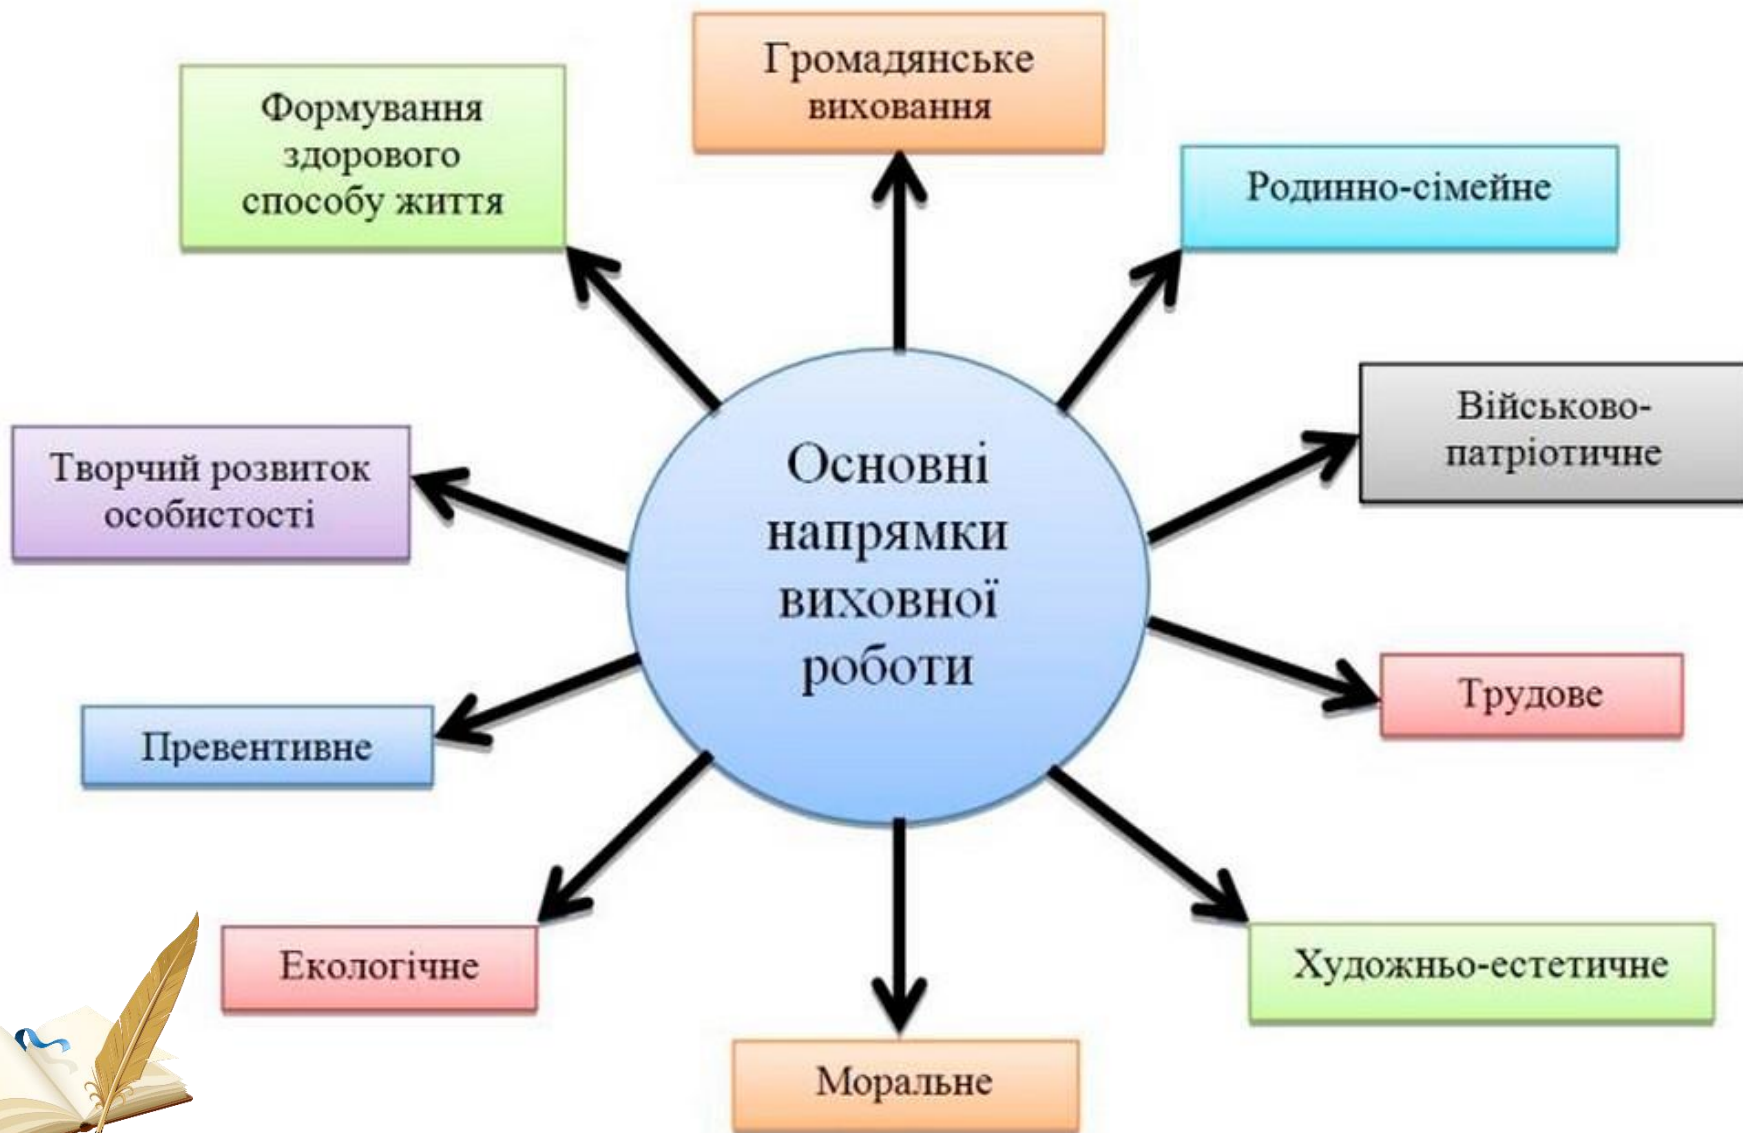 Громадянське
виховання
Формування
здорового
способу життя
Родинно-сімейне
Військово-
патріотичне
Творчий розвиток
особистості
Основні
напрямки
виховної
роботи
Трудове
Превентивне
Екологічне
Художньо-естетичне
Моральне